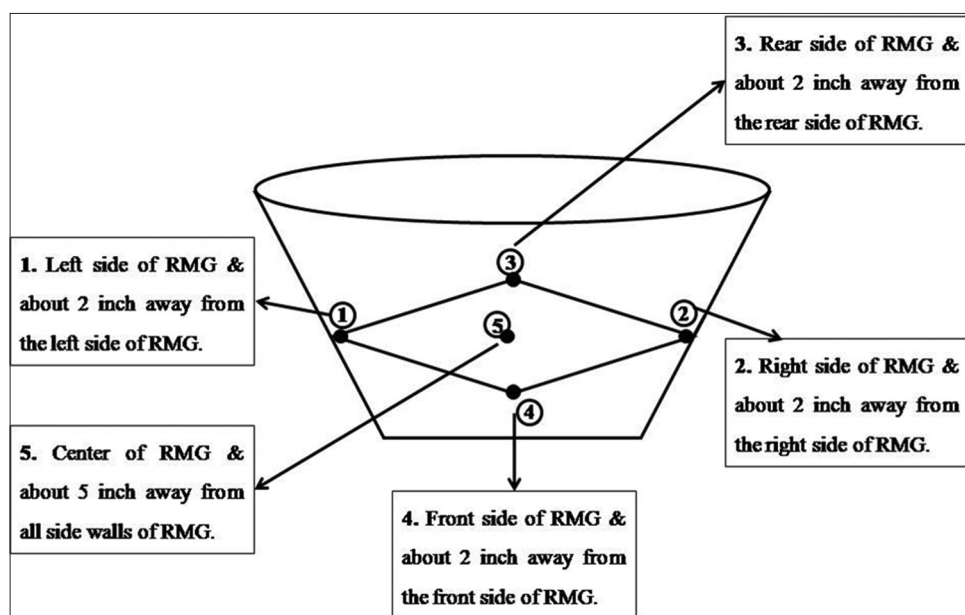 3. Rear side of RMG &
about 2 inch away from
the rear side of RMG.
1. Left side of RMG &
about 2 inch away from
the left side of RMG.
3
1
2
5
4
2. Right side of RMG &
about 2 inch away from
the right side of RMG.
5. Center of RMG &
about 5 inch away from
all side walls of RMG.
4. Front side of RMG &
about 2 inch away from
the front side of RMG.